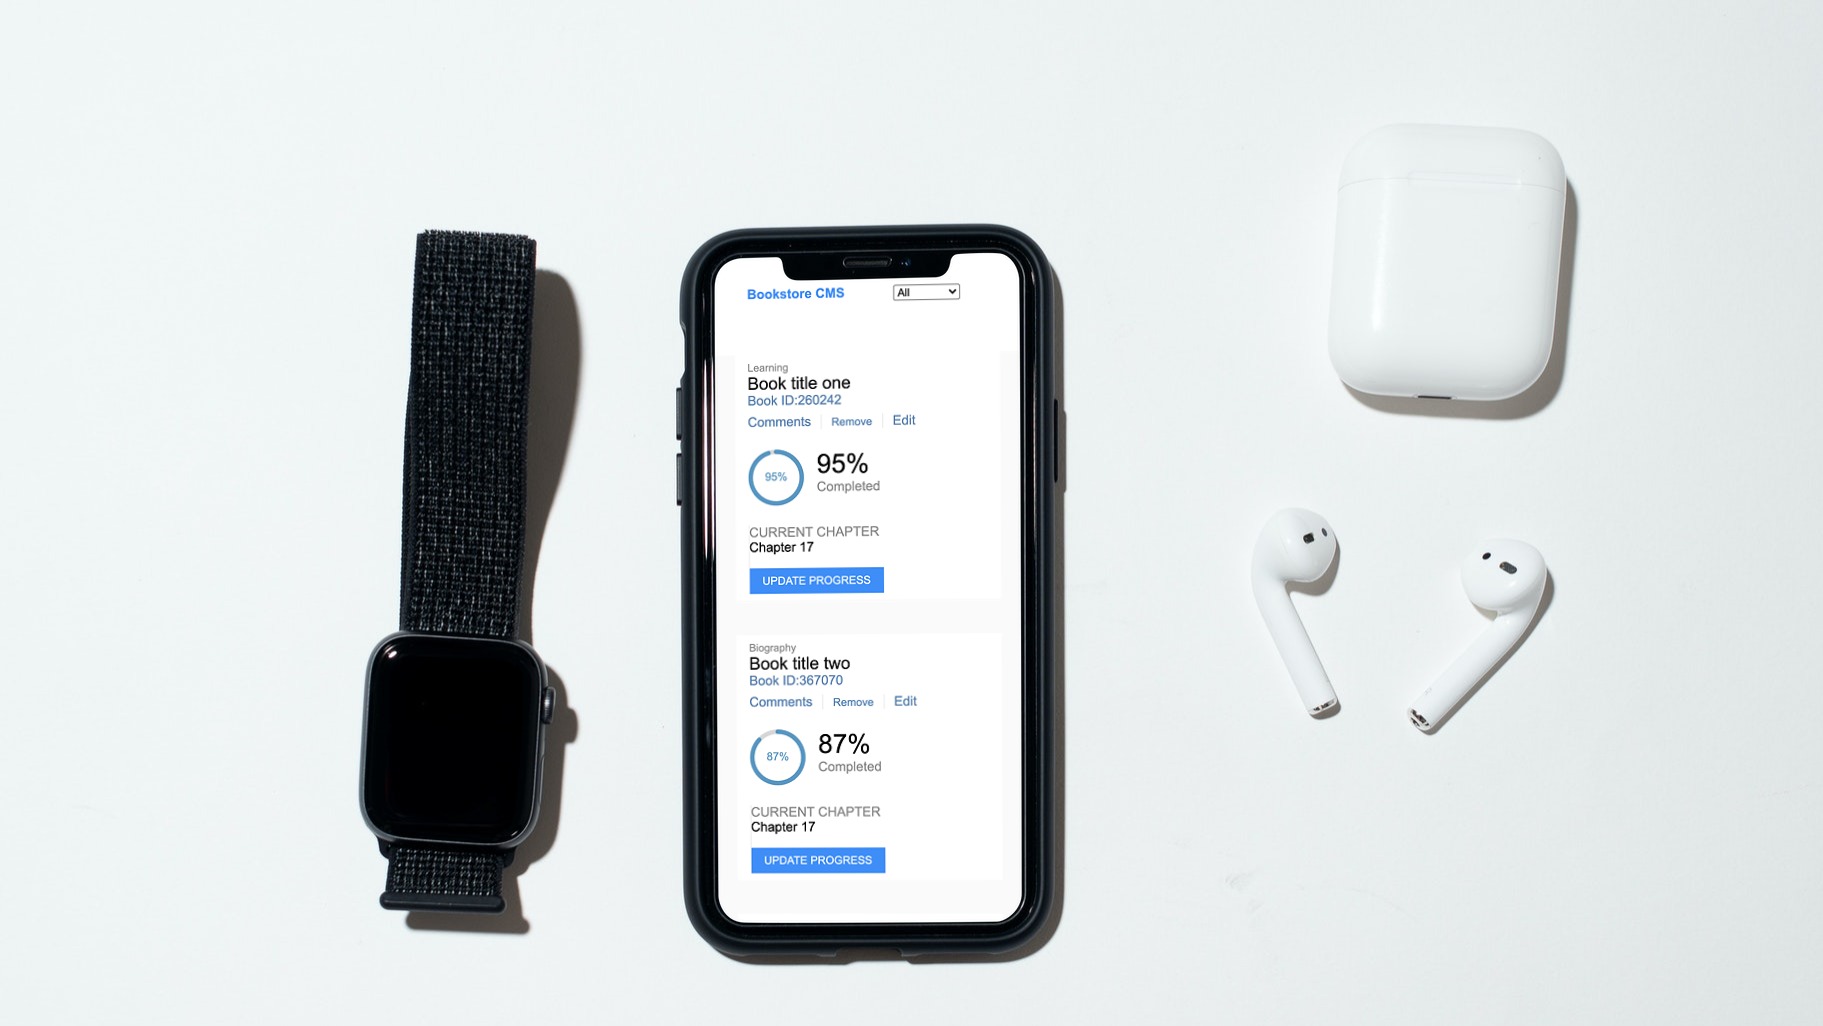 Bookstore CMS All
Learning
Book title one
Book ID:260242
Comments Remove Edit
95% 95%
Completed
CURRENT CHAPTER
Chapter 17
UPDATE PROGRESS
Biography
Book title two
Book ID:367070
Comments Remove Edit
87% 87%
Completed
CURRENT CHAPTER
Chapter 17
UPDATE PROGRESS